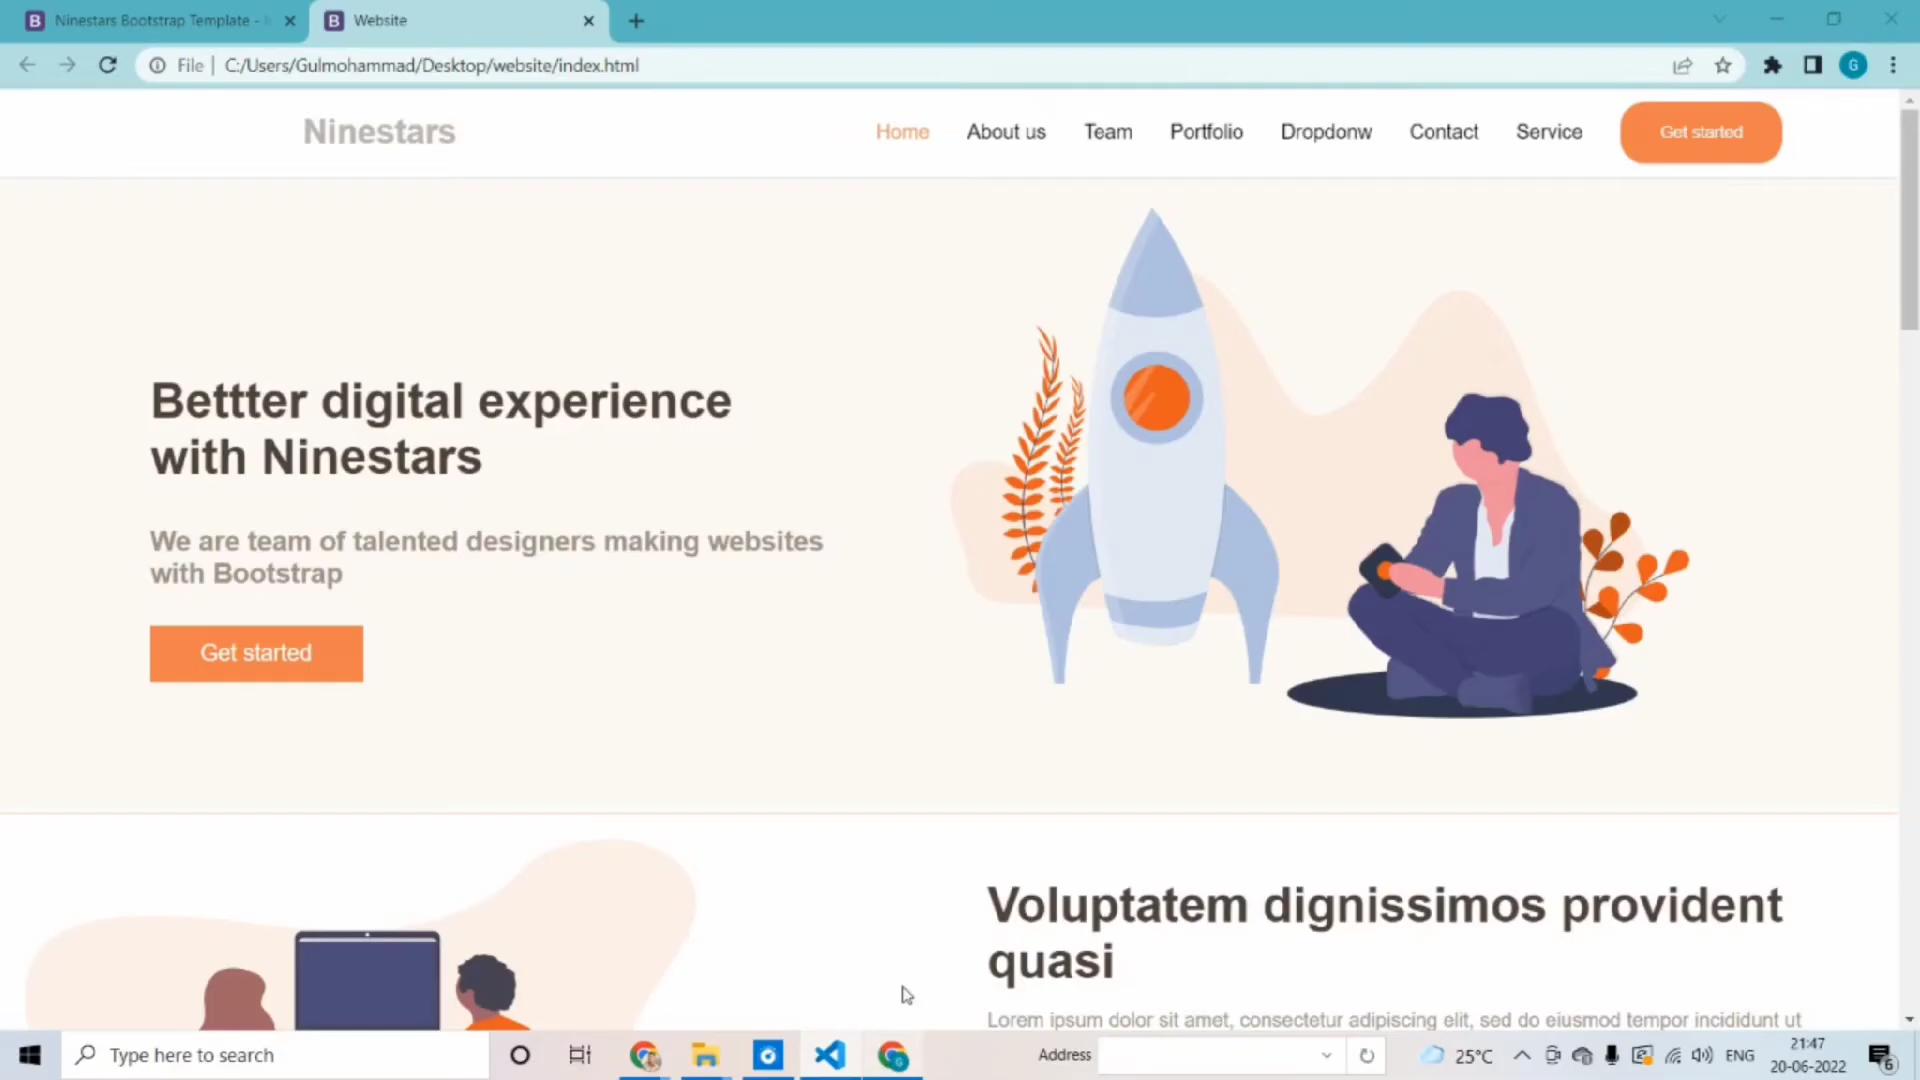 Ninestars Bootstrap Template -
Website
File | C:/Users/Gulmohammad/Desktop/website/index.html
G
Ninestars
Home
About us
Team
Portfolio
Dropdonw
Contact
Service
Get started
Bettter digital experience
with Ninestars
We are team of talented designers making websites
with Bootstrap
Get started
Voluptatem dignissimos provident
quasi
Lorem ipsum dolor sit amet, consectetur adipiscing elit, sed do eiusmod tempor incididunt ut
Type here to search
Address
25°C
ENG
21:47
20-06-2022
6